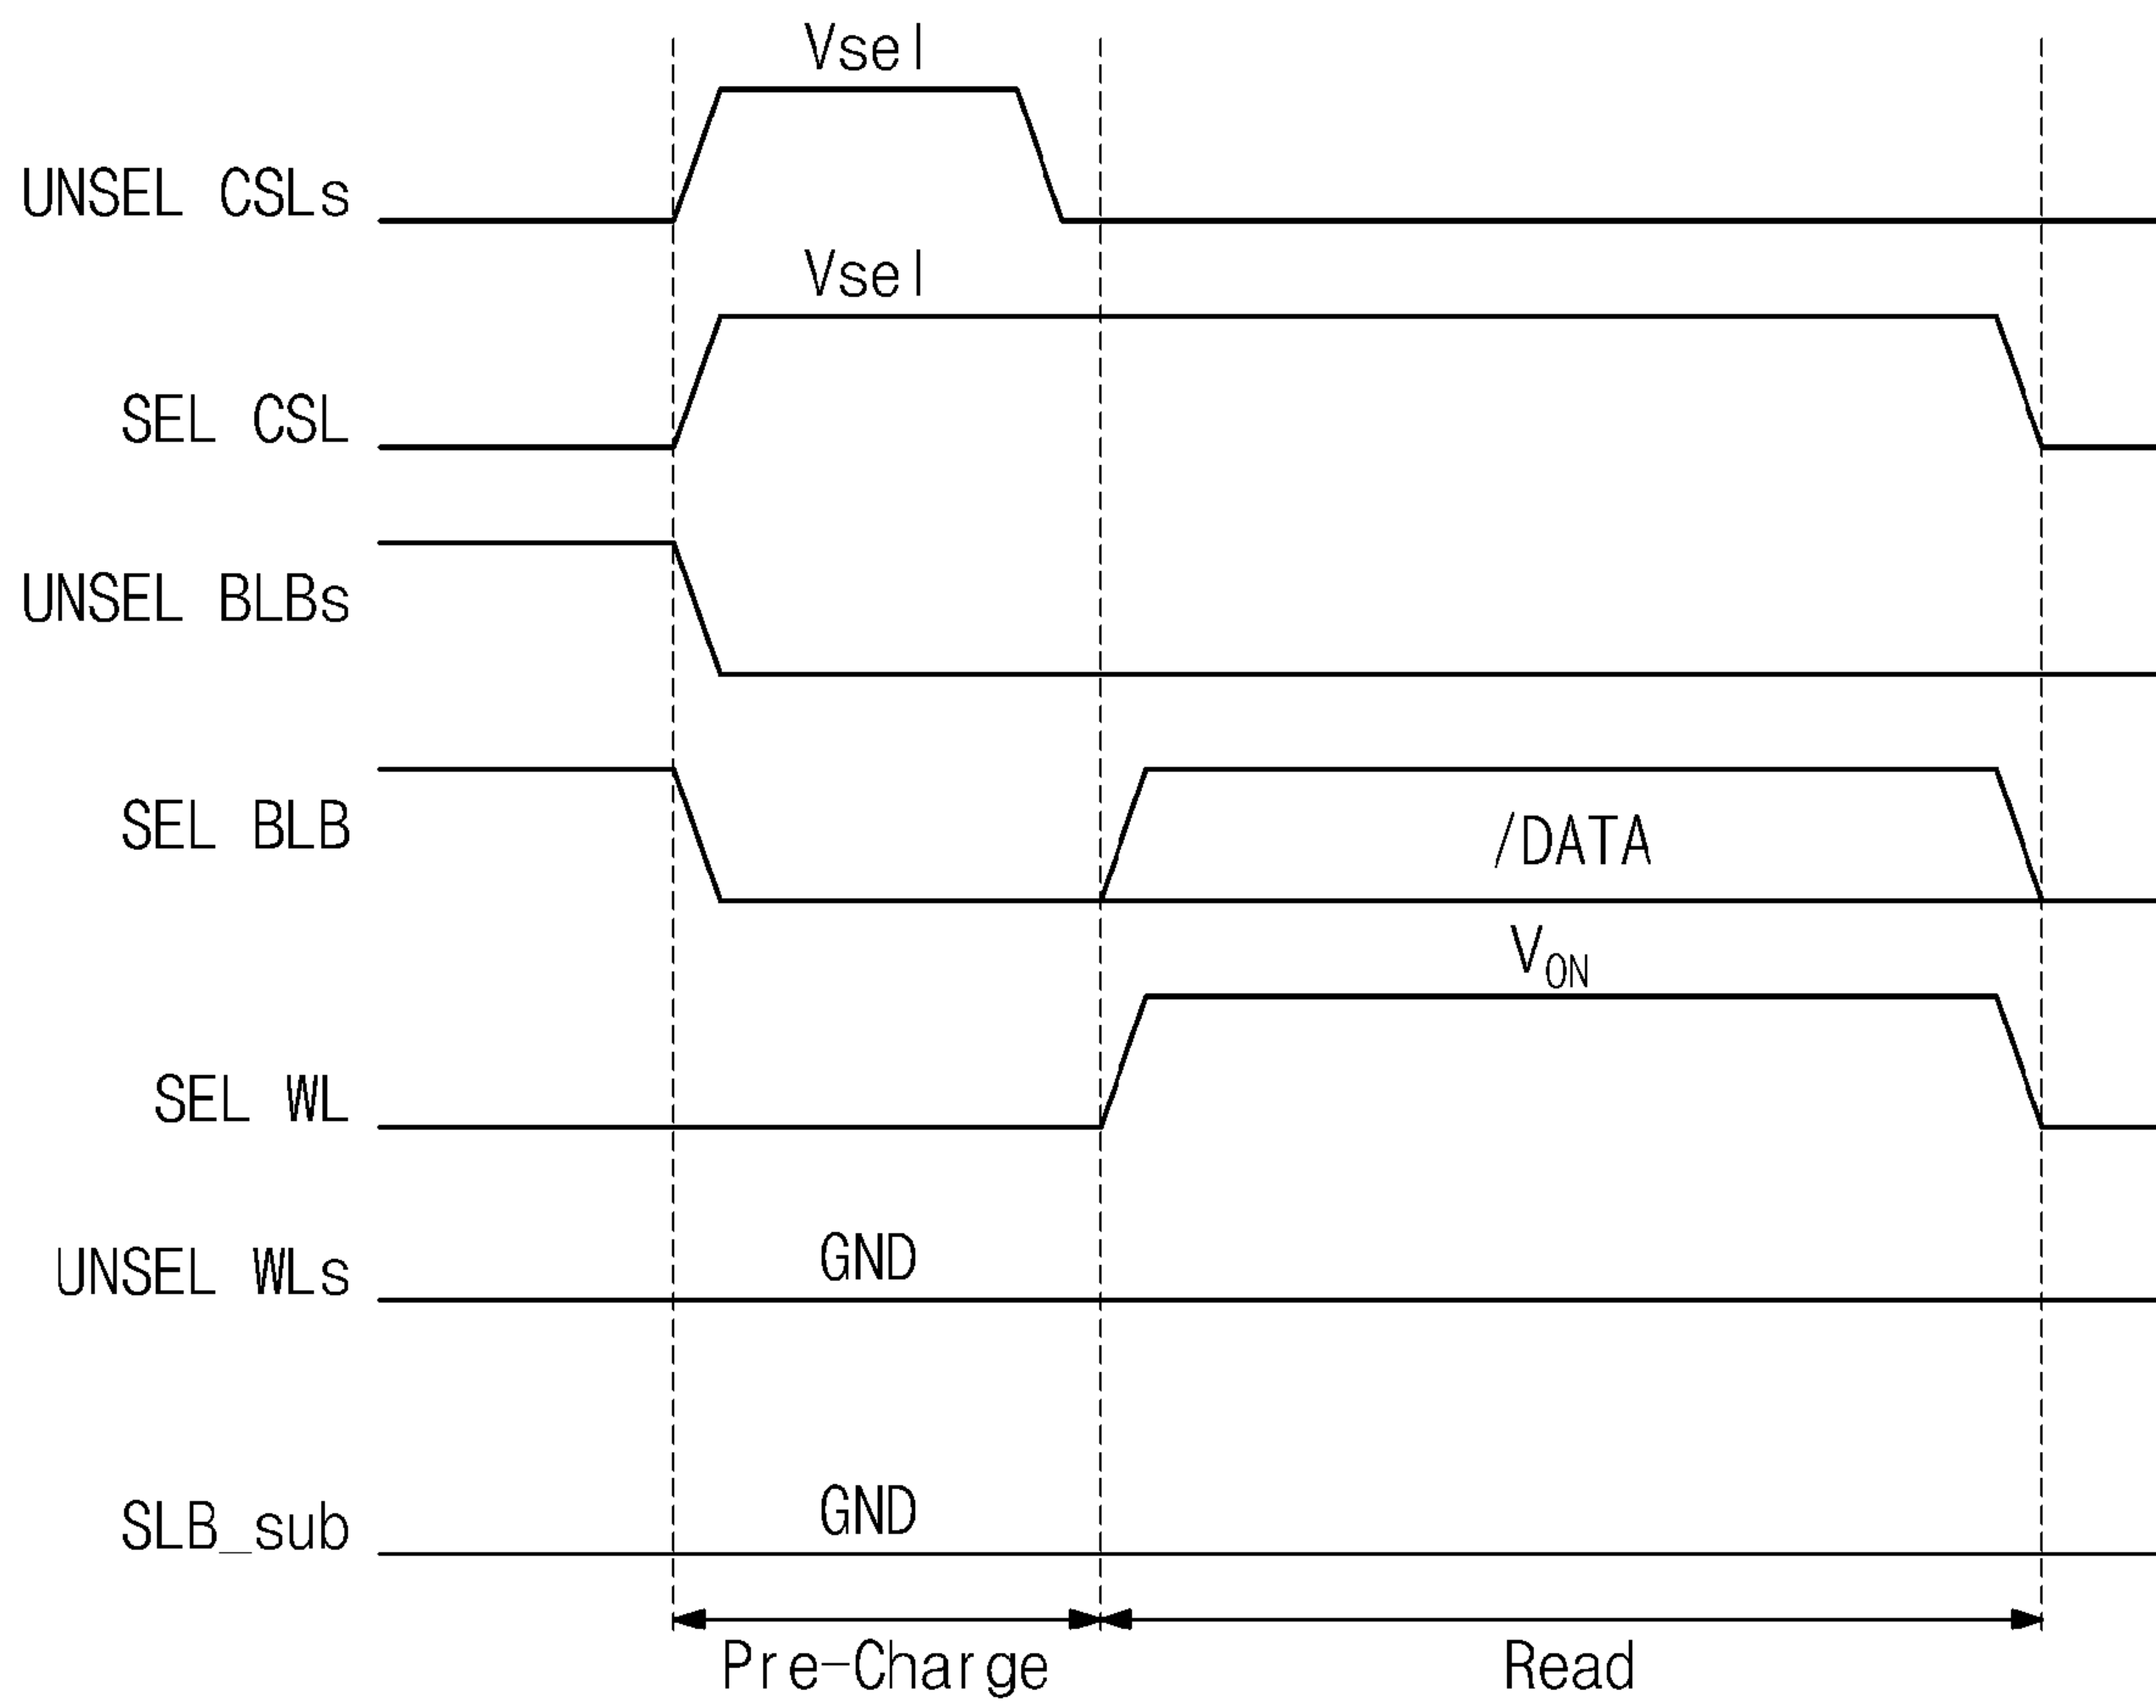 Vsel
UNSEL CSLs
Vsel
SEL CSL
UNSEL BLBs
SEL BLB
/DATA
VON
SEL WL
UNSEL WLs
GND
SLB_sub
GND
Pre-Charge
Read